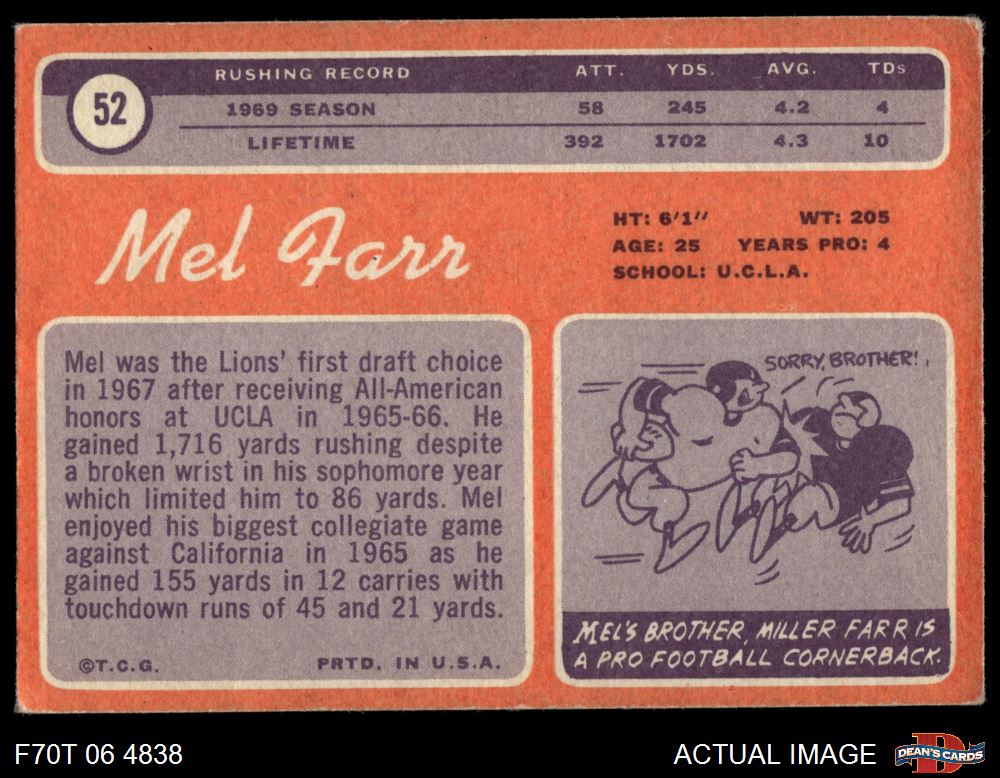 52
RUSHING RECORD ATT. YDS. AVG. TDs
1969 SEASON 58 245 4.2 4
LIFETIME 392 1702 4.3 10
Mel Farr
HT: 6'1" WT: 205
AGE: 25 YEARS PRO: 4
SCHOOL: U.C.L.A.
Mel was the Lions' first draft choice
in 1967 after receiving All-American
honors at UCLA in 1965-66. He
gained 1,716 yards rushing despite
a broken wrist in his sophomore year
which limited him to 86 yards. Mel
enjoyed his biggest collegiate game
against California in 1965 as he
gained 155 yards in 12 carries with
touchdown runs of 45 and 21 yards.
©T.C.G. PRTD. IN U.S.A.
SORRY, BROTHER!
MEL'S BROTHER, MILLER FARR IS
A PRO FOOTBALL CORNERBACK.
F70T 06 4838
ACTUAL IMAGE
DEAN'S CARDS